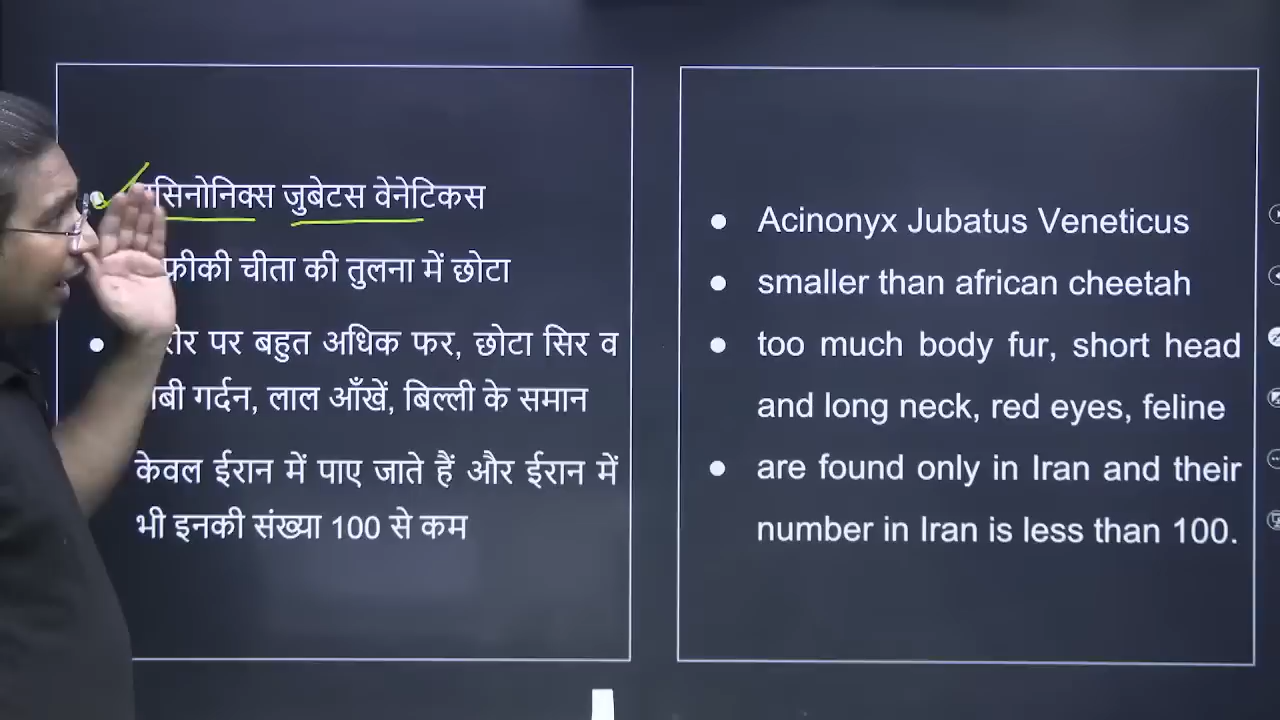 जुबेटस वेनेटिकस
चीता की तुलना में छोटा
पर बहुत अधिक फर, छोटा सिर व
गर्दन, लाल आँखें, बिल्ली के समान
केवल ईरान में पाए जाते हैं और ईरान में
भी इनकी संख्या 100 से कम
● Acinonyx Jubatus Veneticus
● smaller than african cheetah
● too much body fur, short head
and long neck, red eyes, feline
● are found only in Iran and their
number in Iran is less than 100.